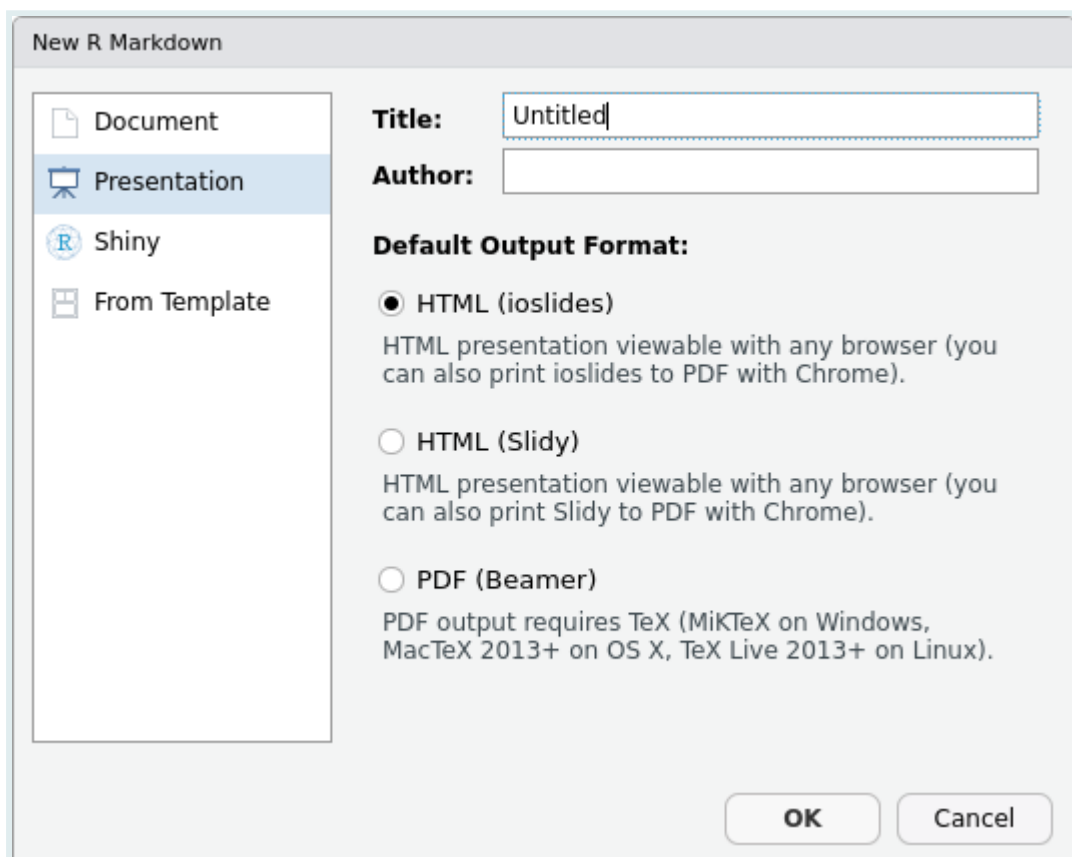 New R Markdown
Document
Presentation
Shiny
From Template
Title:
Untitled
Author:
Default Output Format:
HTML (ioslides)
HTML presentation viewable with any browser (you
can also print ioslides to PDF with Chrome).
HTML (Slidy)
HTML presentation viewable with any browser (you
can also print Slidy to PDF with Chrome).
PDF (Beamer)
PDF output requires TeX (MiKTeX on Windows,
MacTeX 2013+ on OS X, TeX Live 2013+ on Linux).
OK
Cancel